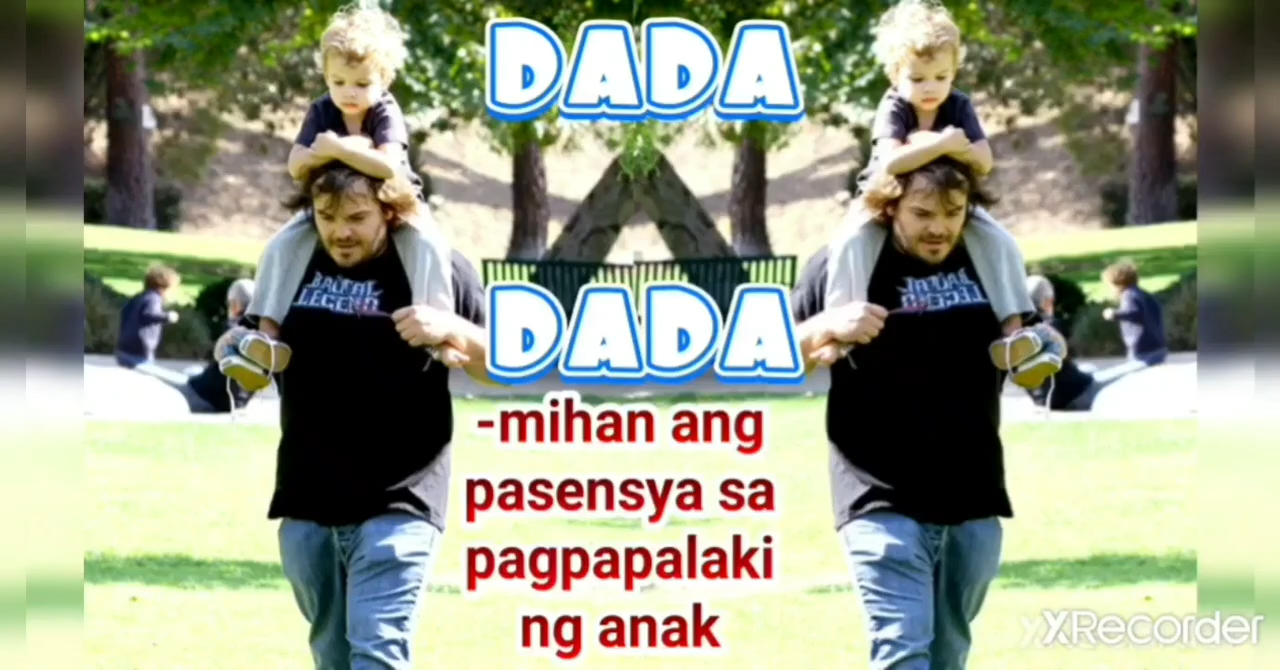 DADA
DADA
-mihan ang
pasensya sa
pagpapalaki
ng anak
XRecorder